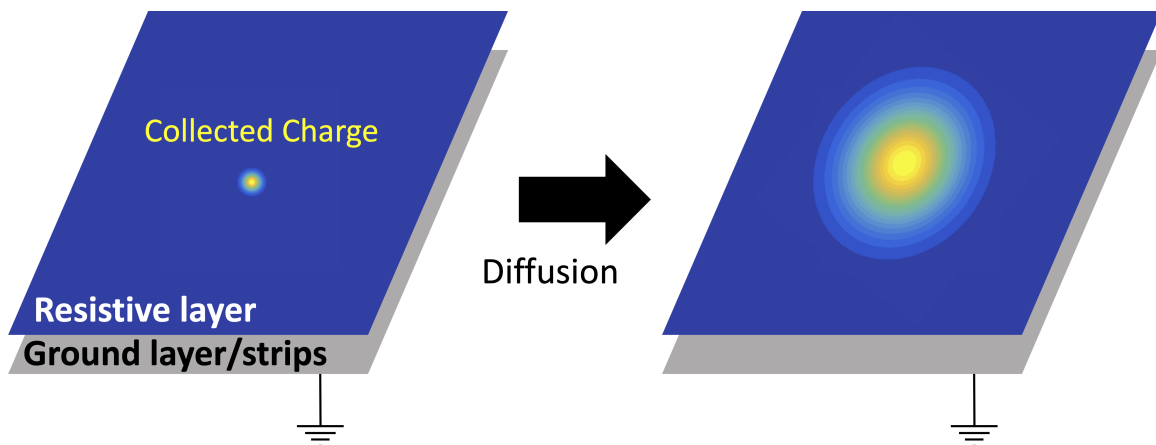 Collected Charge
Diffusion
Resistive layer
Ground layer/strips